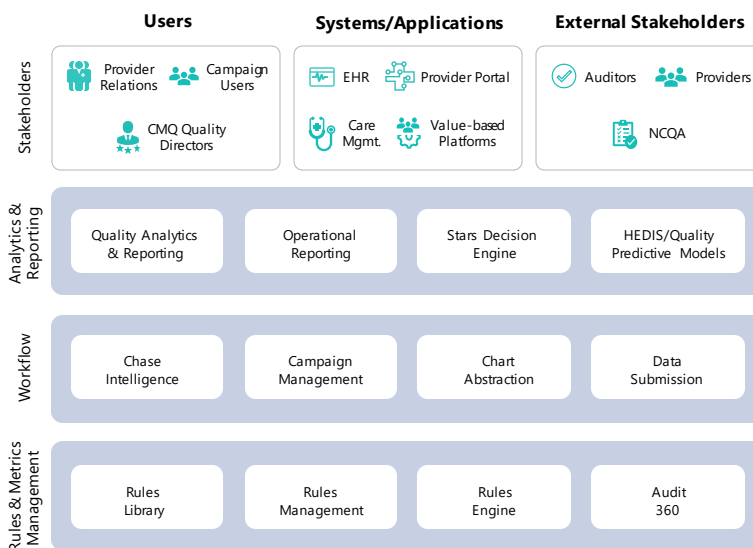 Users
Systems/Applications
External Stakeholders
Stakeholders
Provider
Relations
Campaign
Users
CMQ Quality
Directors
EHR
Provider Portal
Care
Mgmt.
Value-based
Platforms
Auditors
Providers
NCQA
Analytics &
Reporting
Quality Analytics
& Reporting
Operational
Reporting
Stars Decision
Engine
HEDIS/Quality
Predictive Models
Workflow
Chase
Intelligence
Campaign
Management
Chart
Abstraction
Data
Submission
Rules & Metrics
Management
Rules
Library
Rules
Management
Rules
Engine
Audit
360